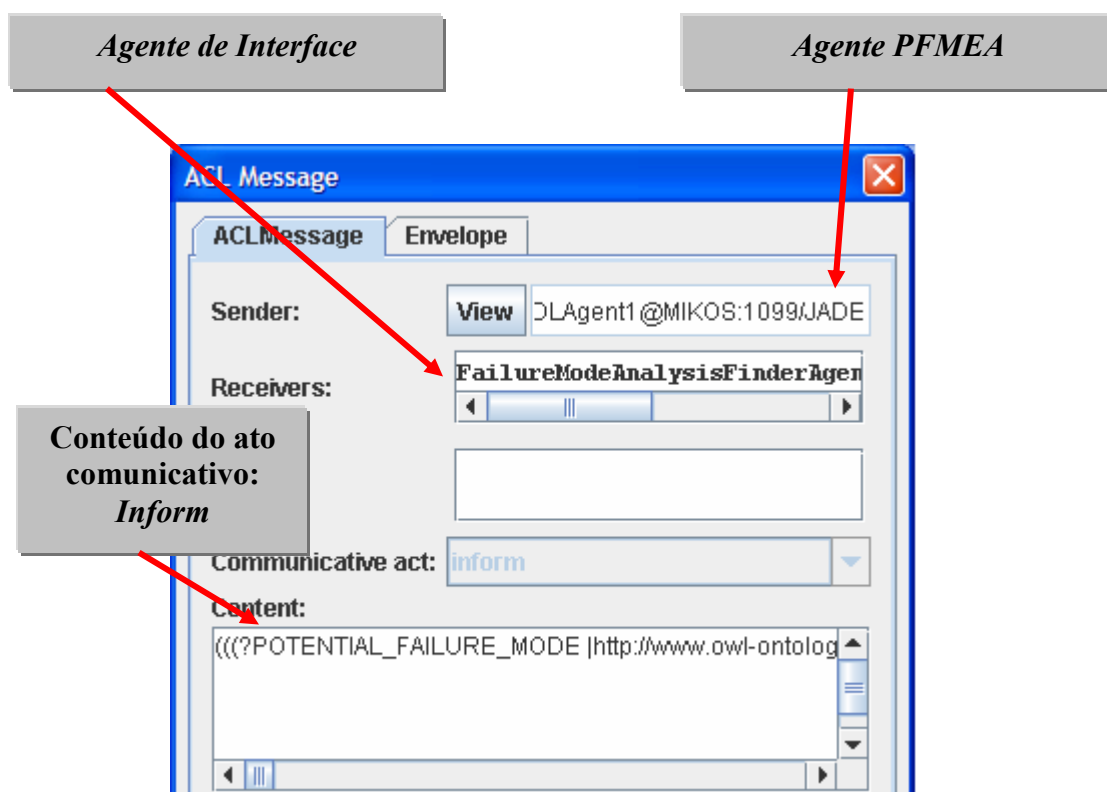 Agente de Interface
Agente PFMEA
ACL Message
ACLMessage
Envelope
Sender:
View
OLAgent1@MIKOS:1099/JADE
Receivers:
FailureModeAnalysisFinderAgen
Conteúdo do ato
comunicativo:
Inform
Communicative act:
inform
Content:
(((?POTENTIAL_FAILURE_MODE |http://www.owl-ontolog